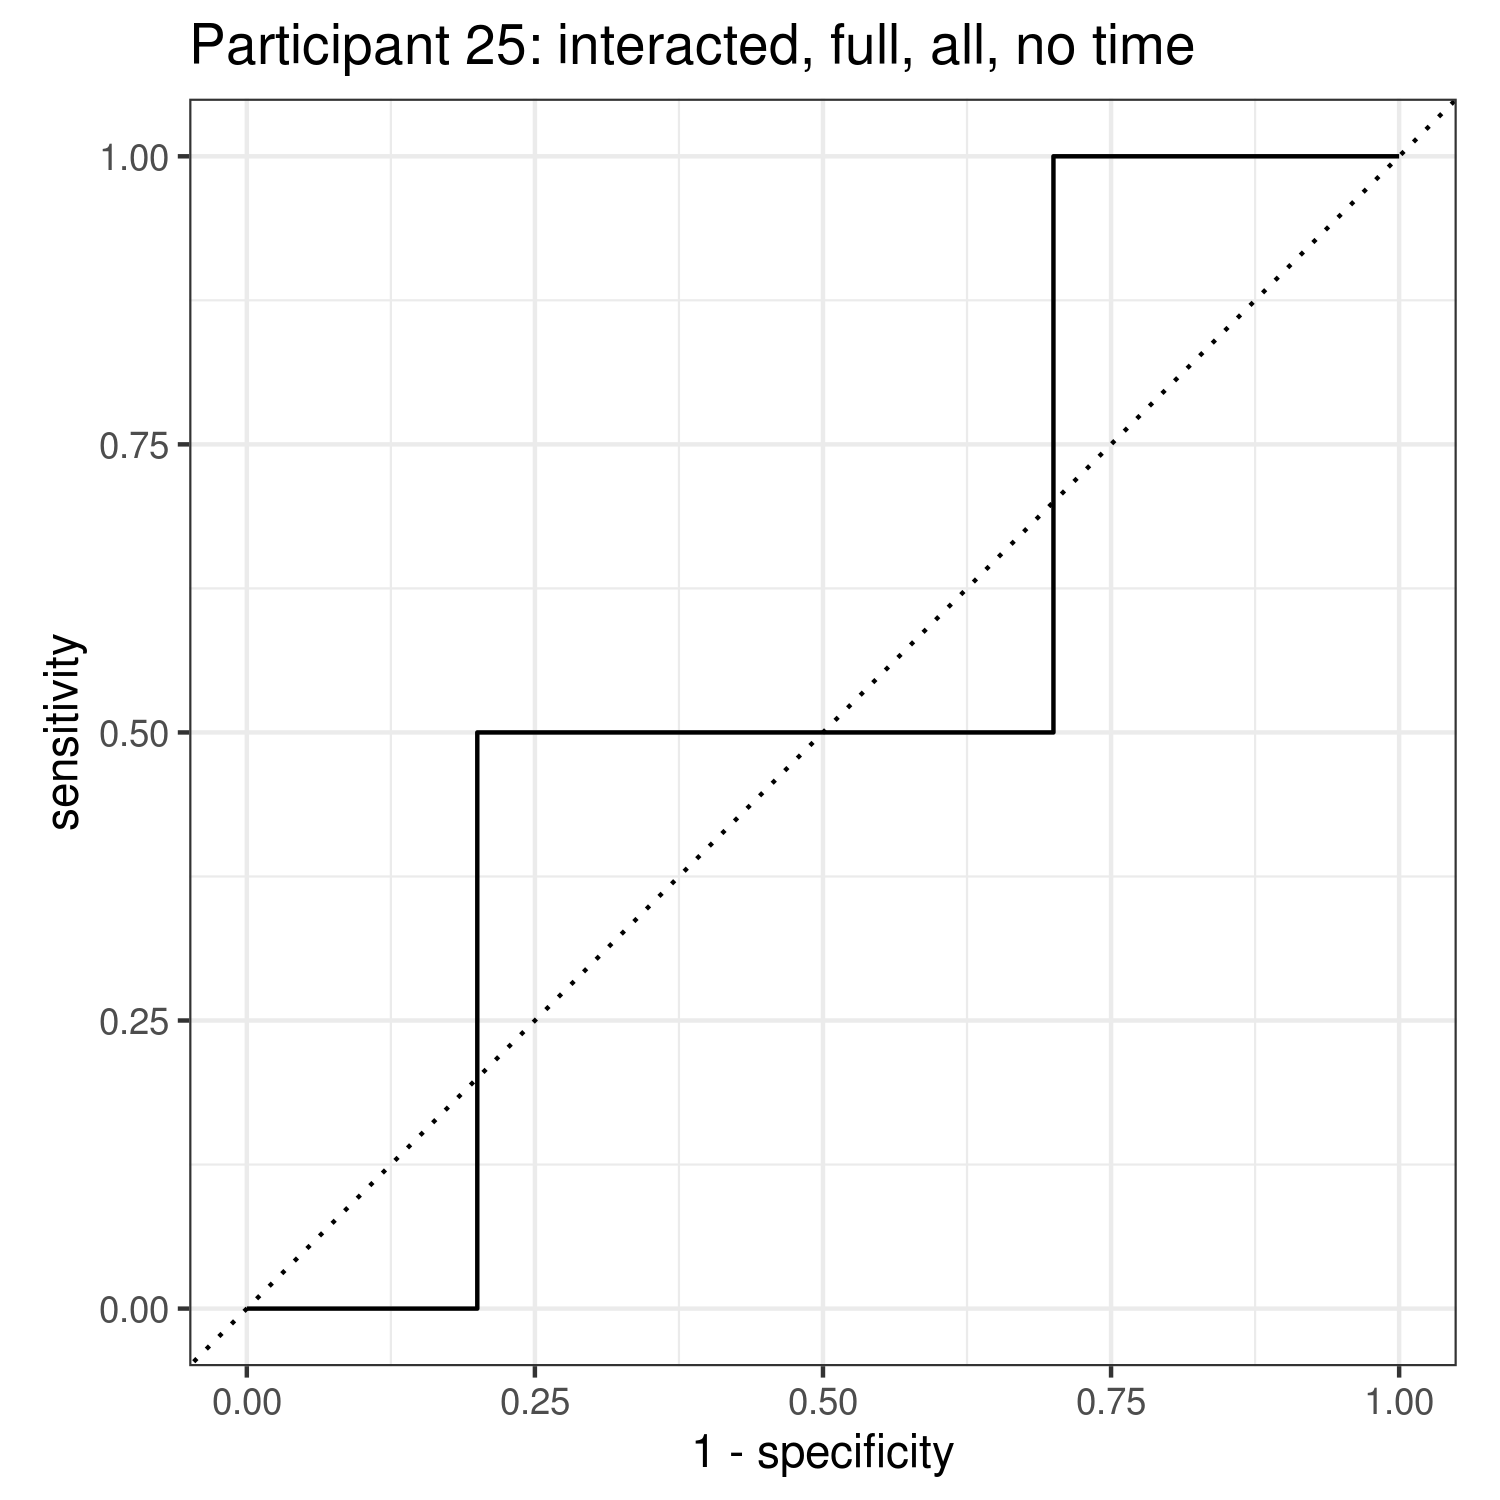 Participant 25: interacted, full, all, no time
1.00
0.75
0.50
0.25
0.00
sensitivity
0.00 0.25 0.50 0.75 1.00
1 - specificity